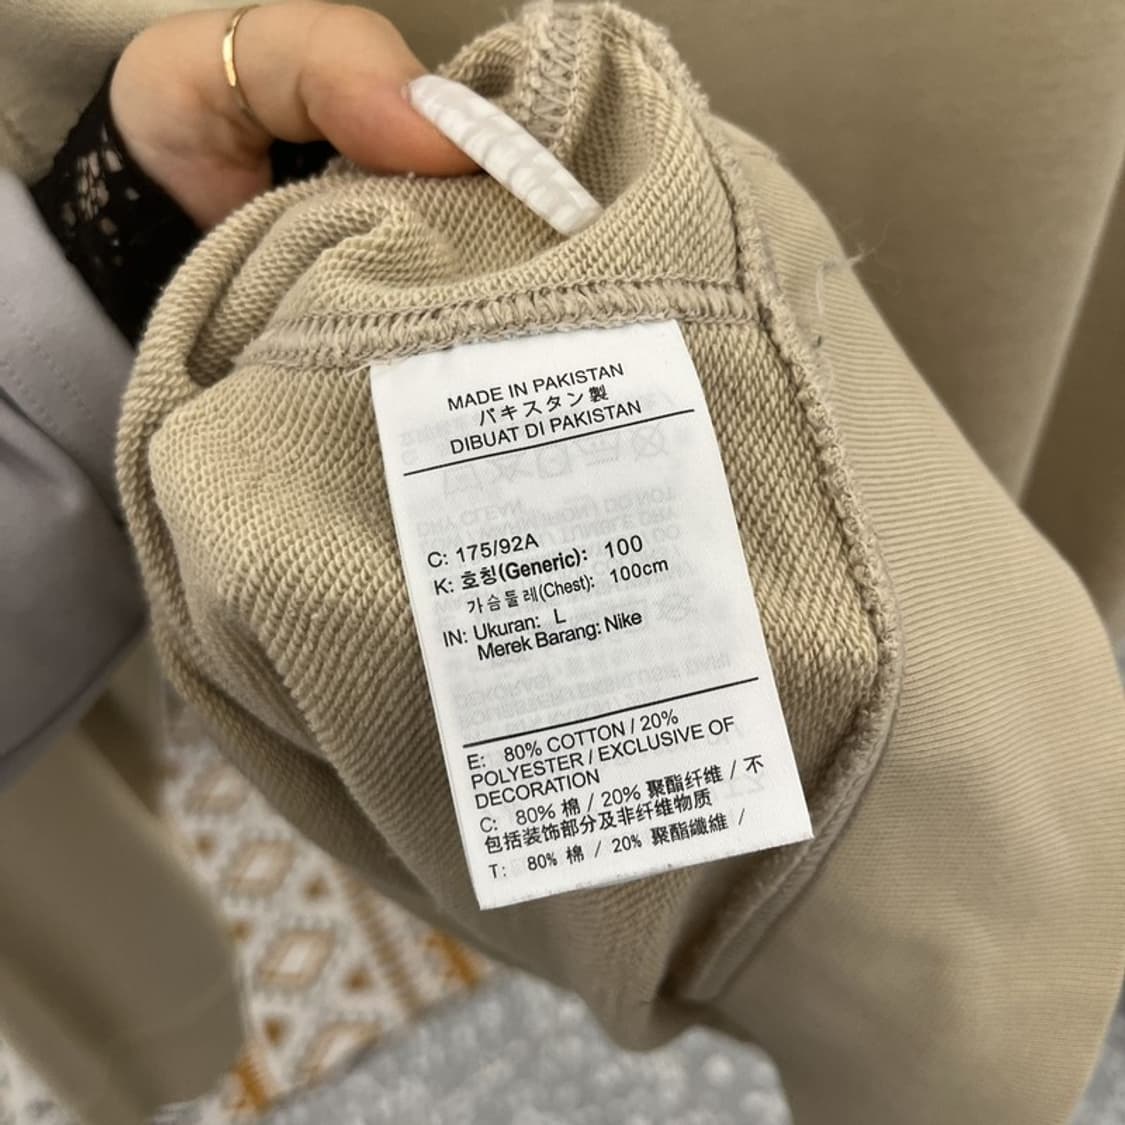 MADE IN PAKISTAN
パキスタン製
DIBUAT DI PAKISTAN
C: 175/92A
K: 호칭(Generic): 100
가슴둘레(Chest): 100cm
IN: Ukuran: L
Merek Barang: Nike
E: 80% COTTON / 20%
POLYESTER / EXCLUSIVE OF
DECORATION
C: 80% 棉 / 20% 聚酯纤维 / 不
包括装饰部分及非纤维物质
T: 80% 棉 / 20% 聚酯纖維 /